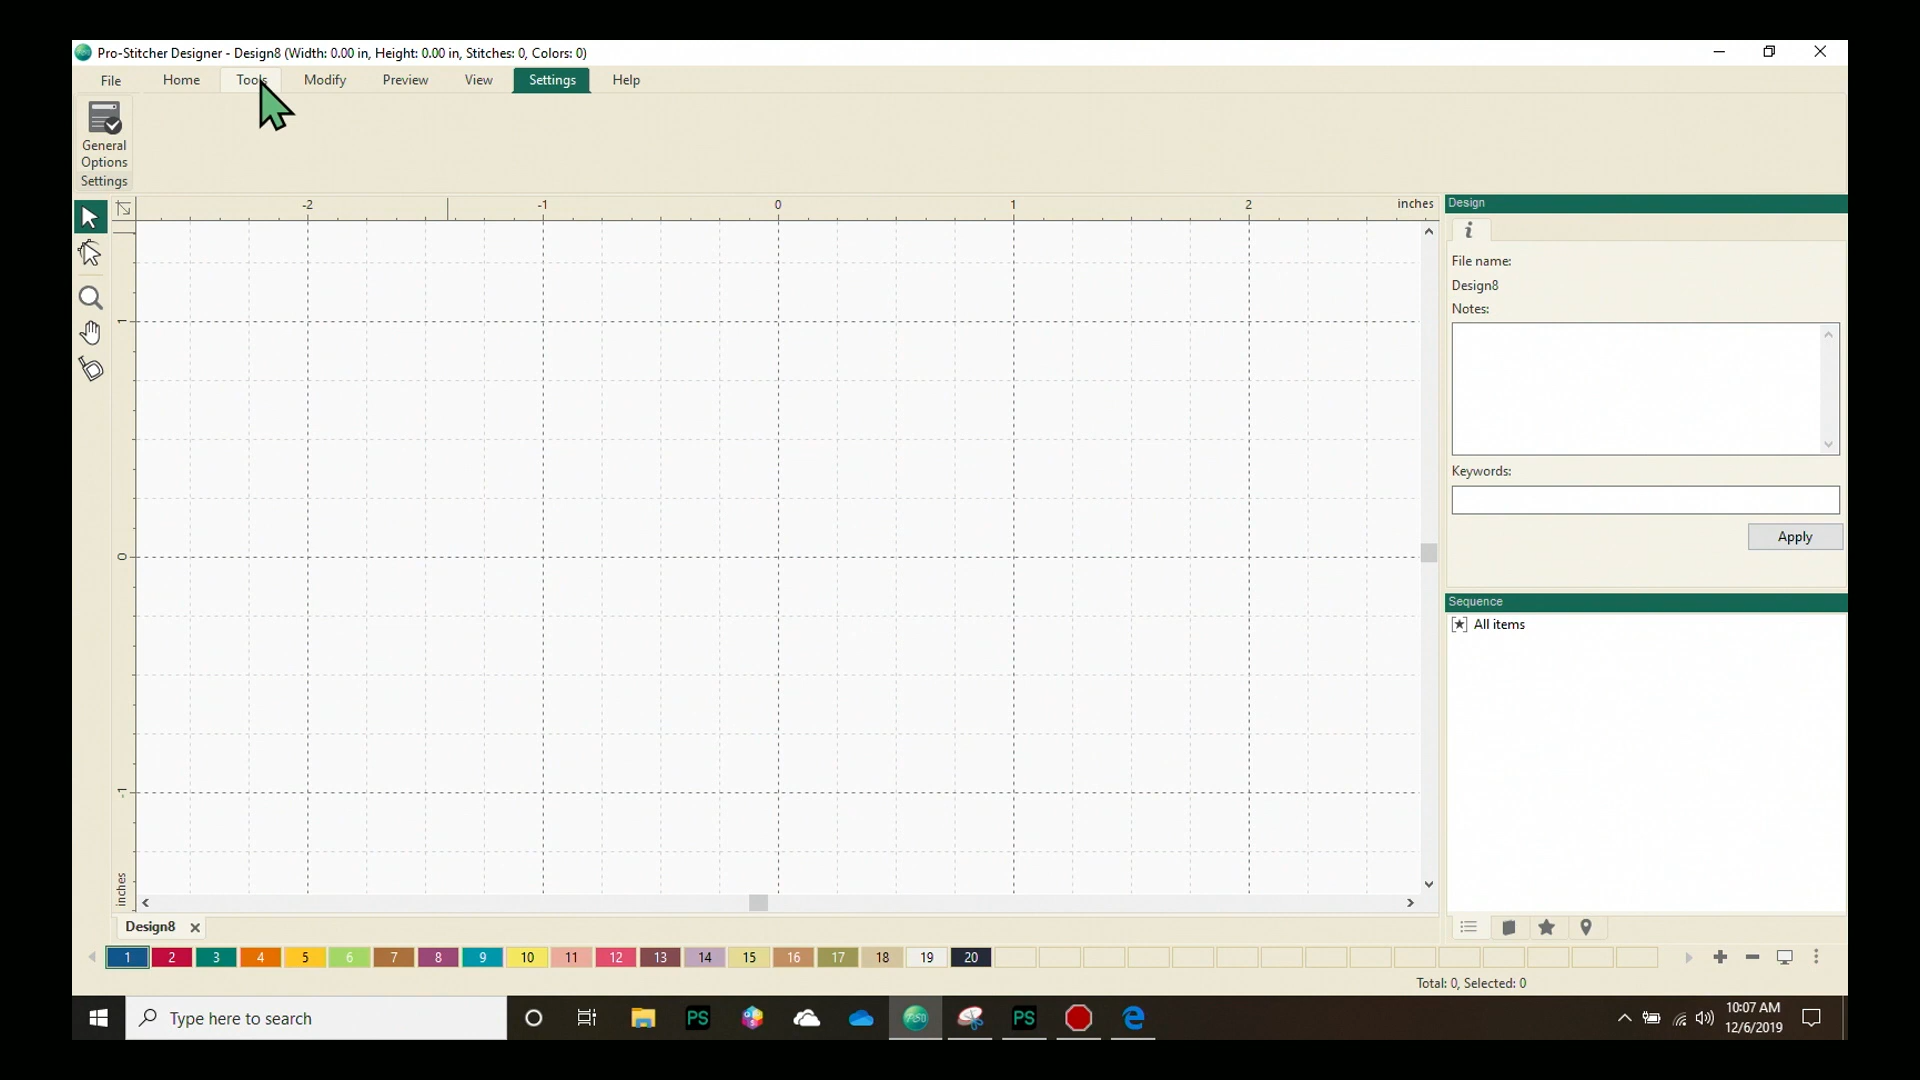 Pro-Stitcher Designer - Design8 (Width: 0.00 in, Height: 0.00 in, Stitches: 0, Colors: 0)
File Home Tools Modify Preview View Settings Help
General
Options
Settings
-2 -1 0 1 2 inches
1
0
-1
inches
Design
i
File name:
Design8
Notes:
Keywords:
Apply
Sequence
All items
Design8
1 2 3 4 5 6 7 8 9 10 11 12 13 14 15 16 17 18 19 20
Total: 0, Selected: 0
Type here to search
PS
PSD
PS
10:07 AM
12/6/2019